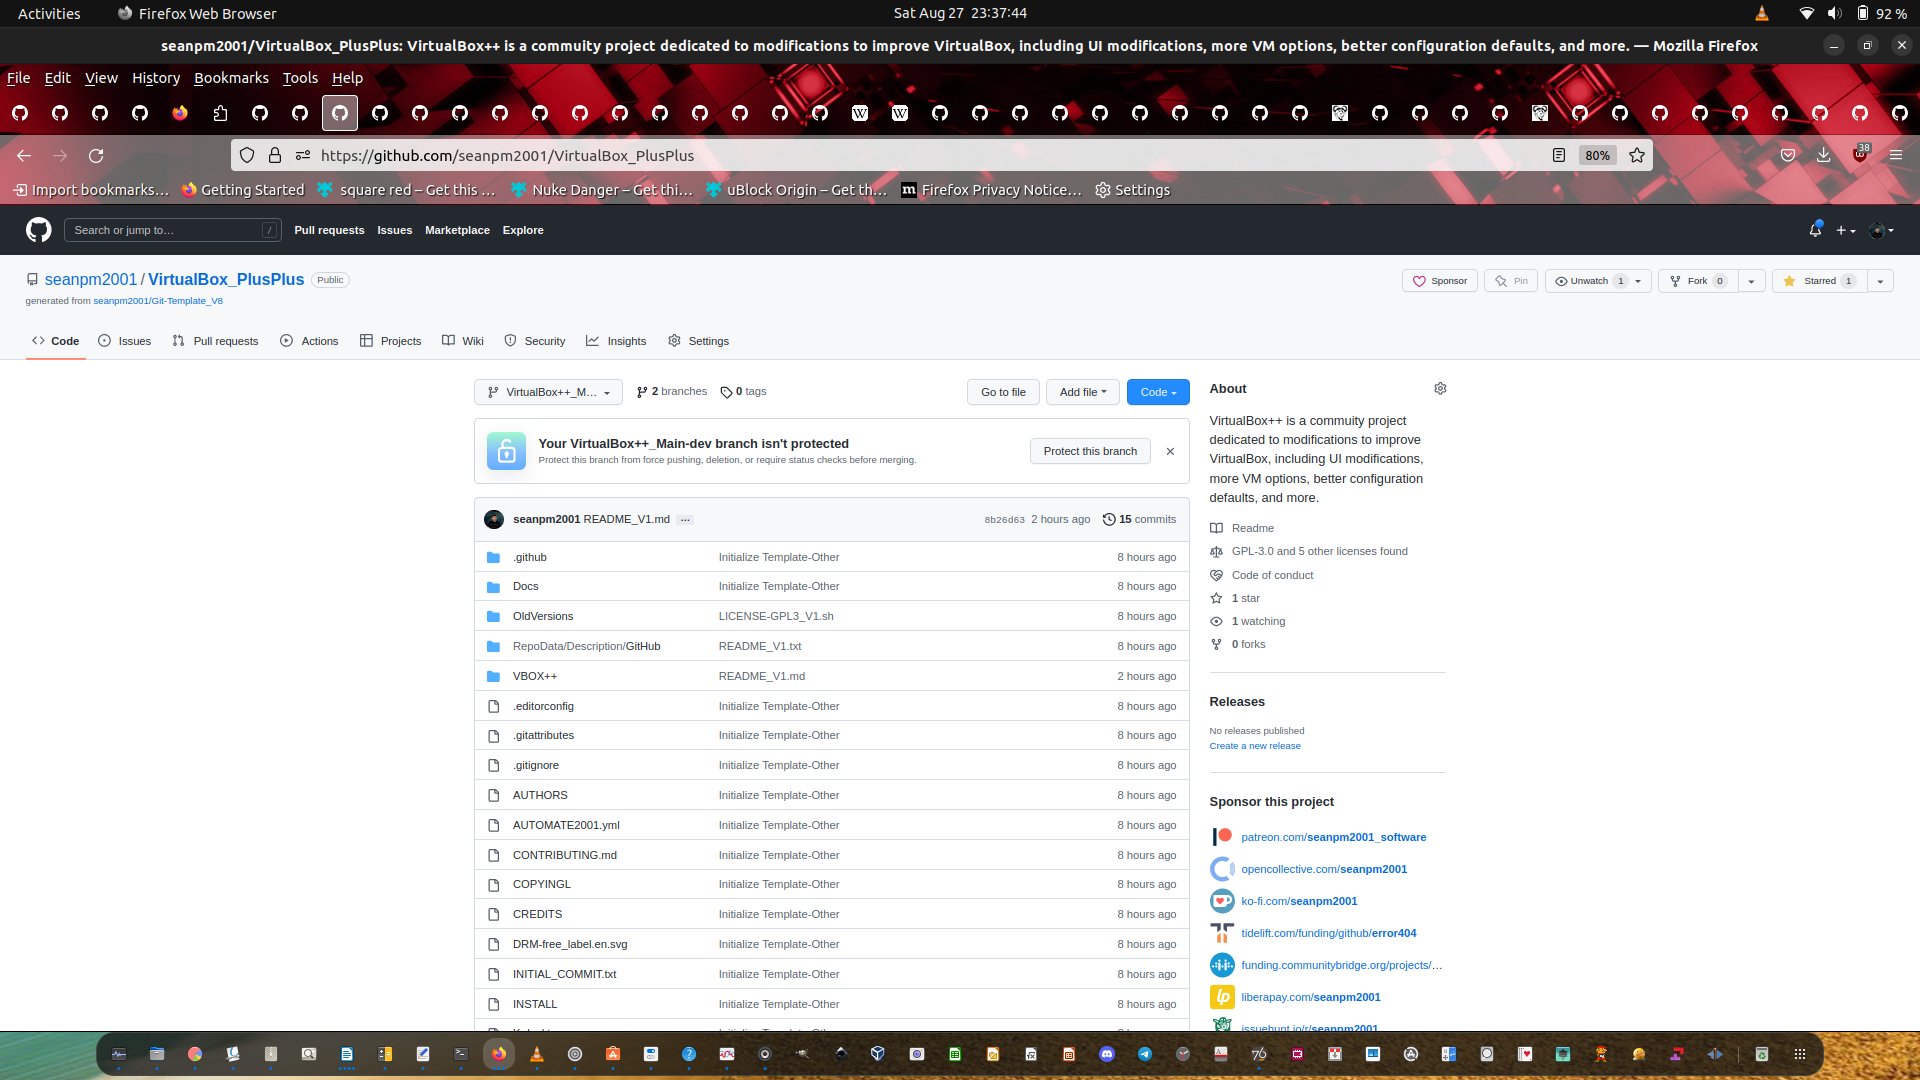 Activities
Firefox Web Browser
Sat Aug 27 23:37:44
92 %
seanpm2001/VirtualBox_PlusPlus: VirtualBox++ is a commuity project dedicated to modifications to improve VirtualBox, including UI modifications, more VM options, better configuration defaults, and more. — Mozilla Firefox
File Edit View History Bookmarks Tools Help
https://github.com/seanpm2001/VirtualBox_PlusPlus
80%
38
Import bookmarks…
Getting Started
square red – Get this …
Nuke Danger – Get thi…
uBlock Origin – Get th…
Firefox Privacy Notice…
Settings
Search or jump to…
/
Pull requests Issues Marketplace Explore
seanpm2001 / VirtualBox_PlusPlus Public
generated from seanpm2001/Git-Template_V8
Sponsor
Pin
Unwatch 1
Fork 0
Starred 1
Code
Issues
Pull requests
Actions
Projects
Wiki
Security
Insights
Settings
VirtualBox++_M…
2 branches
0 tags
Go to file
Add file
Code
Your VirtualBox++_Main-dev branch isn't protected
Protect this branch from force pushing, deletion, or require status checks before merging.
Protect this branch
seanpm2001 README_V1.md …
8b26d63 2 hours ago
15 commits
.github Initialize Template-Other 8 hours ago
Docs Initialize Template-Other 8 hours ago
OldVersions LICENSE-GPL3_V1.sh 8 hours ago
RepoData/Description/GitHub README_V1.txt 8 hours ago
VBOX++ README_V1.md 2 hours ago
.editorconfig Initialize Template-Other 8 hours ago
.gitattributes Initialize Template-Other 8 hours ago
.gitignore Initialize Template-Other 8 hours ago
AUTHORS Initialize Template-Other 8 hours ago
AUTOMATE2001.yml Initialize Template-Other 8 hours ago
CONTRIBUTING.md Initialize Template-Other 8 hours ago
COPYINGL Initialize Template-Other 8 hours ago
CREDITS Initialize Template-Other 8 hours ago
DRM-free_label.en.svg Initialize Template-Other 8 hours ago
INITIAL_COMMIT.txt Initialize Template-Other 8 hours ago
INSTALL Initialize Template-Other 8 hours ago
About
VirtualBox++ is a commuity project
dedicated to modifications to improve
VirtualBox, including UI modifications,
more VM options, better configuration
defaults, and more.
Readme
GPL-3.0 and 5 other licenses found
Code of conduct
1 star
1 watching
0 forks
Releases
No releases published
Create a new release
Sponsor this project
patreon.com/seanpm2001_software
opencollective.com/seanpm2001
ko-fi.com/seanpm2001
tidelift.com/funding/github/error404
funding.communitybridge.org/projects/…
liberapay.com/seanpm2001
issuehunt.io/r/seanpm2001